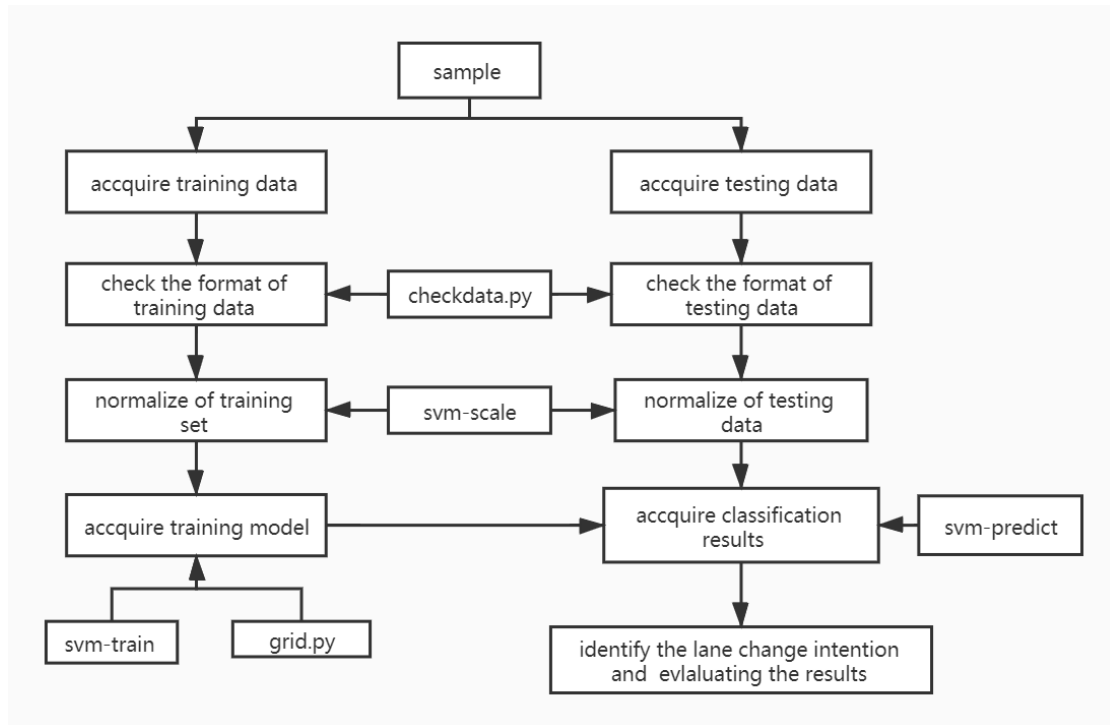 sample
accquire training data
accquire testing data
check the format of
training data
checkdata.py
check the format of
testing data
normalize of training
set
svm-scale
normalize of testing
data
accquire training model
accquire classification
results
svm-predict
svm-train
grid.py
identify the lane change intention
and evlaluating the results